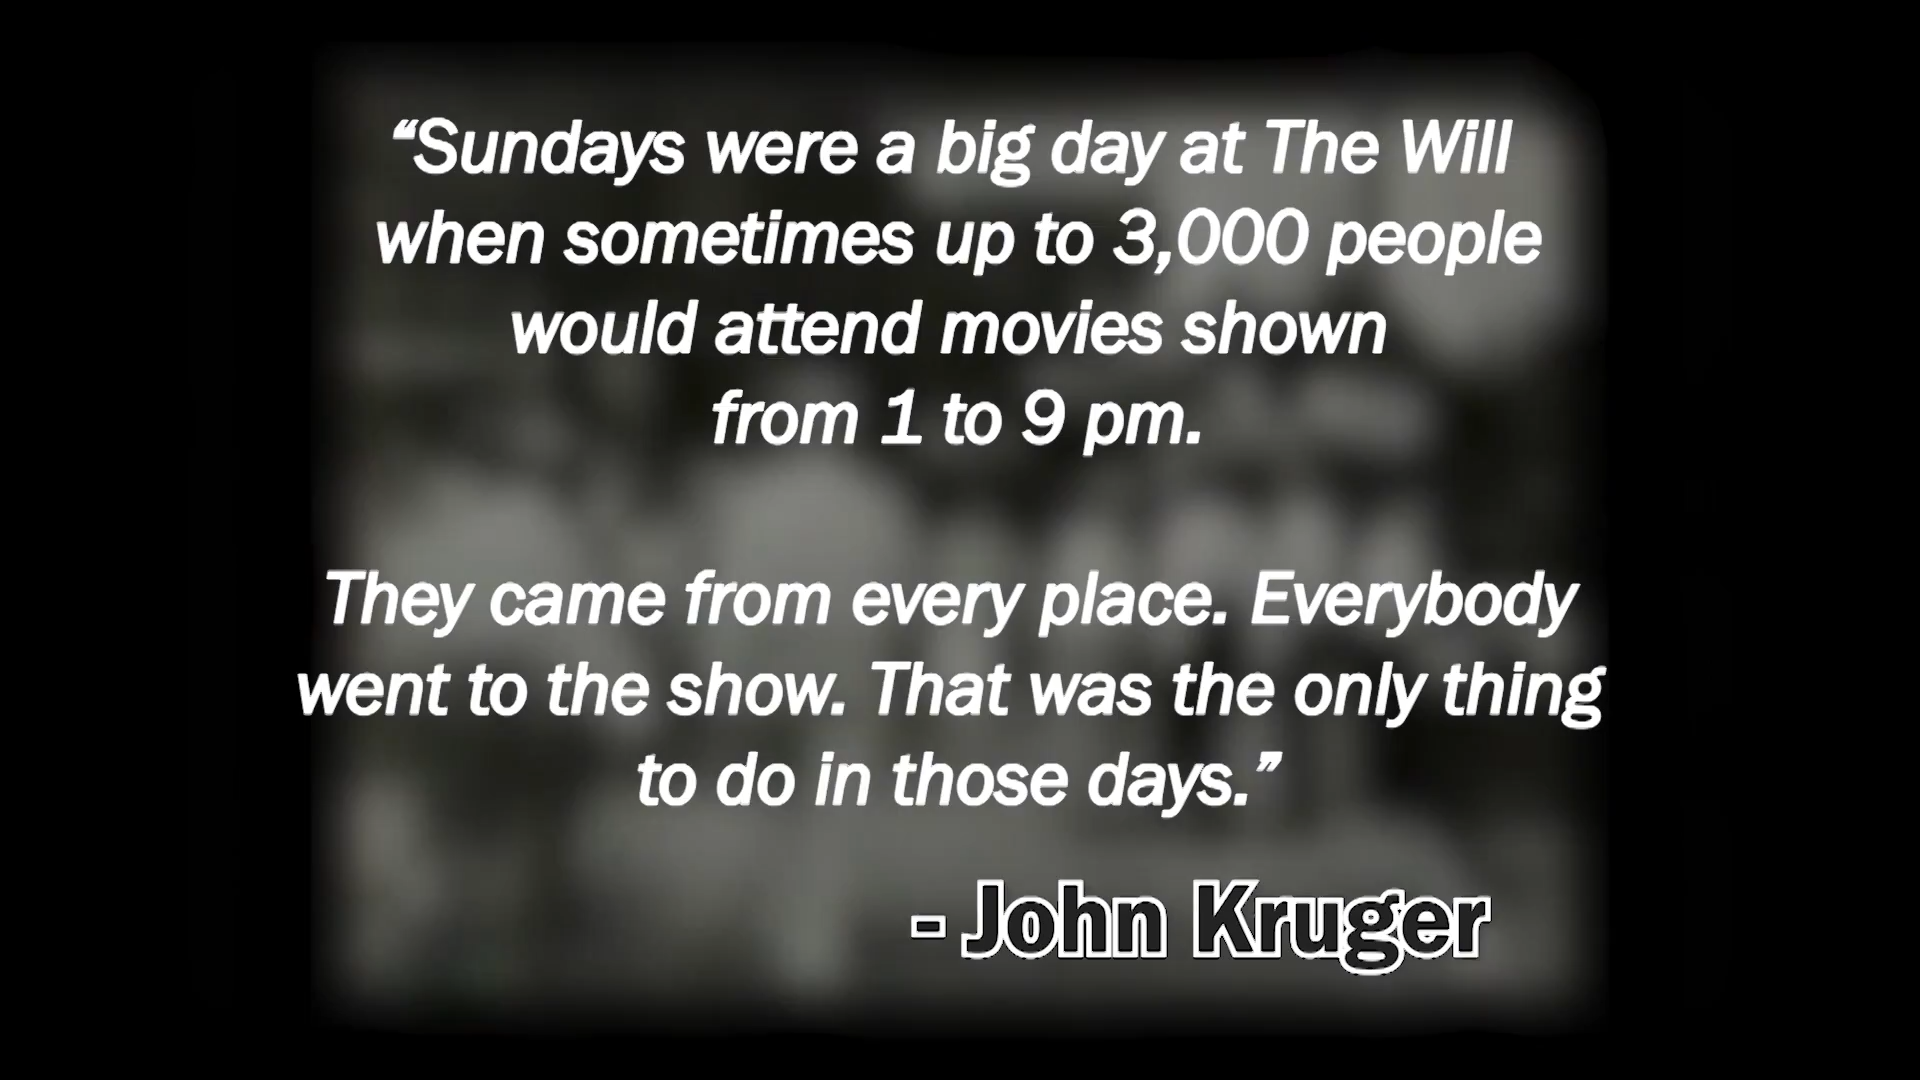 “Sundays were a big day at The Will
when sometimes up to 3,000 people
would attend movies shown
from 1 to 9 pm.
They came from every place. Everybody
went to the show. That was the only thing
to do in those days.”
- John Kruger